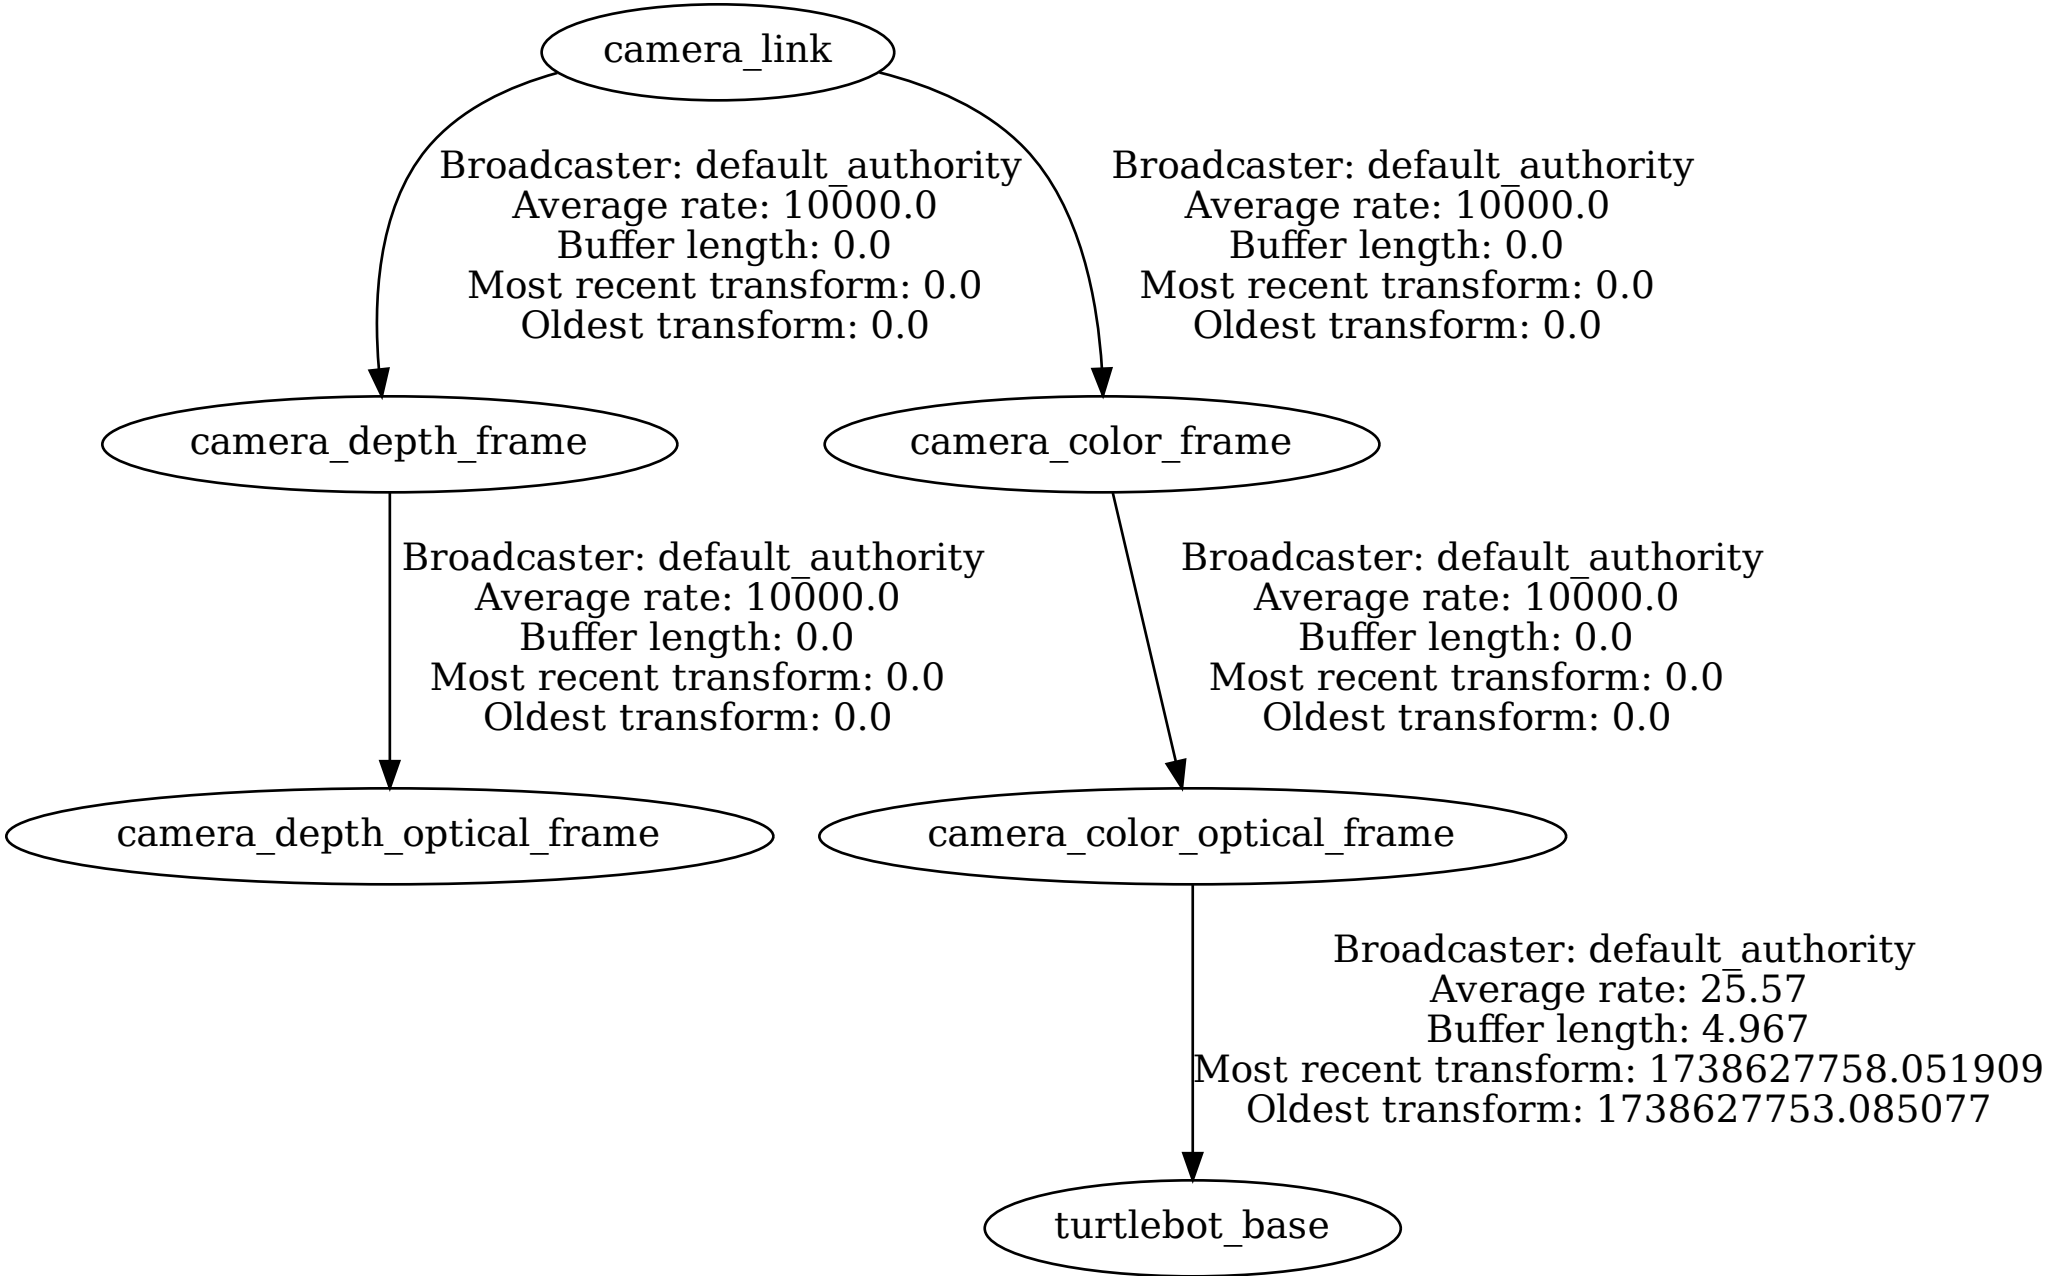 camera_link
Broadcaster: default_authority
Average rate: 10000.0
Buffer length: 0.0
Most recent transform: 0.0
Oldest transform: 0.0
Broadcaster: default_authority
Average rate: 10000.0
Buffer length: 0.0
Most recent transform: 0.0
Oldest transform: 0.0
camera_depth_frame
camera_color_frame
Broadcaster: default_authority
Average rate: 10000.0
Buffer length: 0.0
Most recent transform: 0.0
Oldest transform: 0.0
Broadcaster: default_authority
Average rate: 10000.0
Buffer length: 0.0
Most recent transform: 0.0
Oldest transform: 0.0
camera_depth_optical_frame
camera_color_optical_frame
Broadcaster: default_authority
Average rate: 25.57
Buffer length: 4.967
Most recent transform: 1738627758.051909
Oldest transform: 1738627753.085077
turtlebot_base